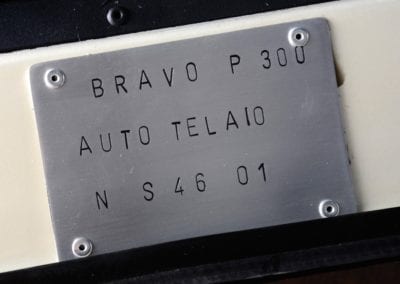 BRAVO P 300
AUTO TELAIO
N S 46 01